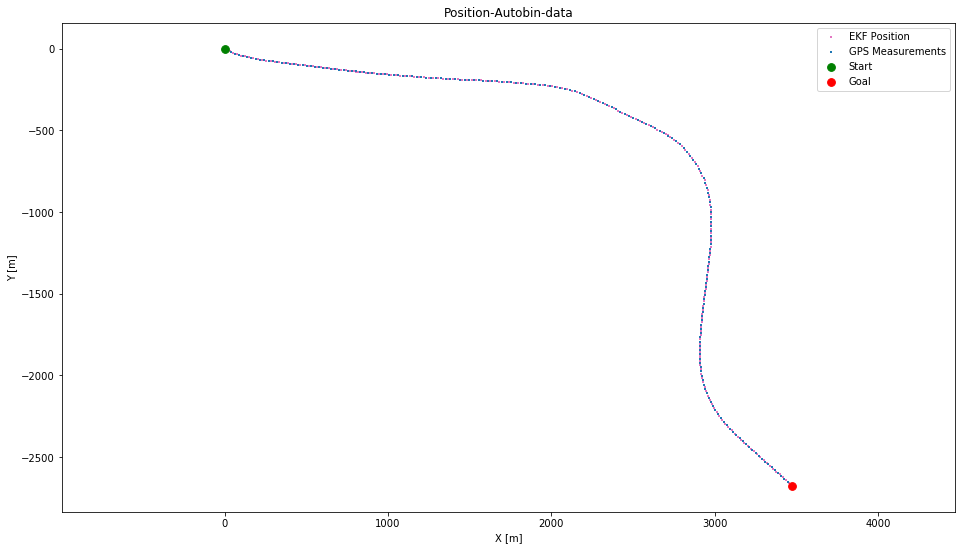 Position-Autobin-data
EKF Position
GPS Measurements
Start
Goal
0
−500
−1000
−1500
−2000
−2500
Y [m]
0
1000
2000
3000
4000
X [m]